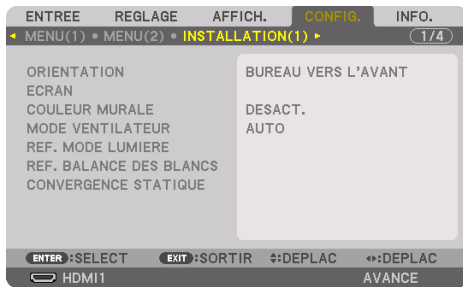 ENTREE REGLAGE AFFICH. CONFIG. INFO.
◂ MENU(1) • MENU(2) • INSTALLATION(1) ▸ 1/4
ORIENTATION BUREAU VERS L'AVANT
ECRAN
COULEUR MURALE DESACT.
MODE VENTILATEUR AUTO
REF. MODE LUMIERE
REF. BALANCE DES BLANCS
CONVERGENCE STATIQUE
ENTER :SELECT EXIT :SORTIR ♦:DEPLAC ◂▸:DEPLAC
HDMI1 AVANCE